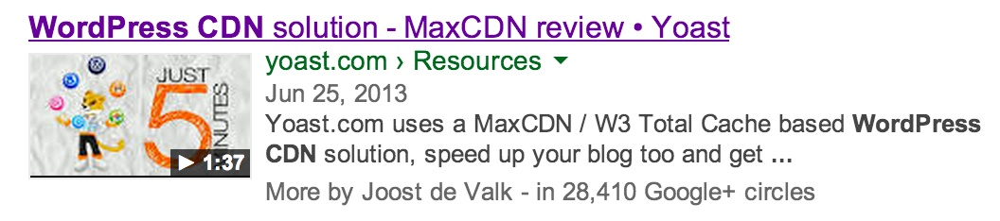 WordPress CDN solution - MaxCDN review • Yoast
JUST
5
MINUTES
1:37
yoast.com › Resources
Jun 25, 2013
Yoast.com uses a MaxCDN / W3 Total Cache based WordPress
CDN solution, speed up your blog too and get ...
More by Joost de Valk - in 28,410 Google+ circles